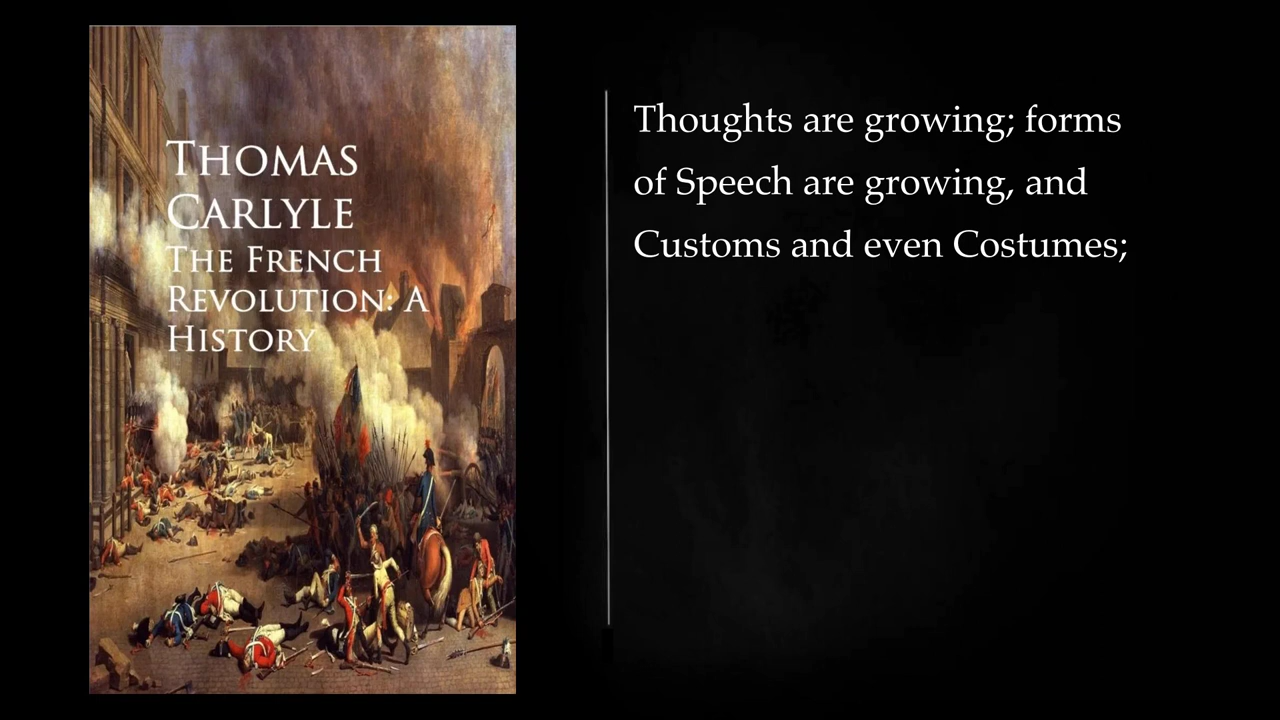 THOMAS
CARLYLE
THE FRENCH
REVOLUTION: A
HISTORY
Thoughts are growing; forms
of Speech are growing, and
Customs and even Costumes;